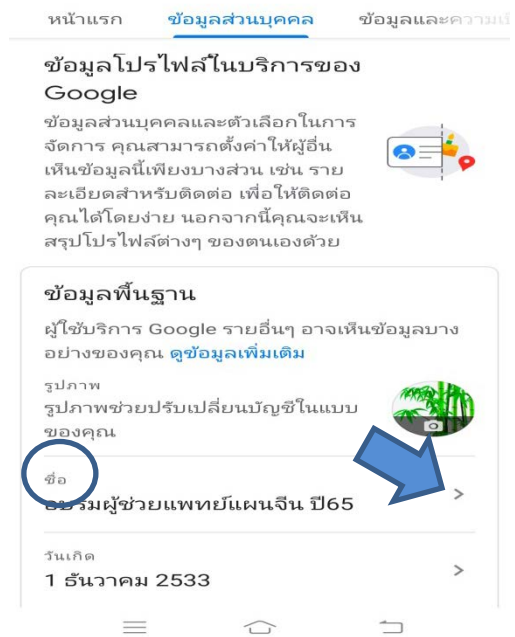 หน้าแรก ข้อมูลส่วนบุคคล ข้อมูลและความเป็
ข้อมูลโปรไฟล์ในบริการของ
Google
ข้อมูลส่วนบุคคลและตัวเลือกในการ
จัดการ คุณสามารถตั้งค่าให้ผู้อื่น
เห็นข้อมูลนี้เพียงบางส่วน เช่น ราย
ละเอียดสำหรับติดต่อ เพื่อให้ติดต่อ
คุณได้โดยง่าย นอกจากนี้คุณจะเห็น
สรุปโปรไฟล์ต่างๆ ของตนเองด้วย
ข้อมูลพื้นฐาน
ผู้ใช้บริการ Google รายอื่นๆ อาจเห็นข้อมูลบาง
อย่างของคุณ ดูข้อมูลเพิ่มเติม
รูปภาพ
รูปภาพช่วยปรับเปลี่ยนบัญชีในแบบ
ของคุณ
ชื่อ
อบรมผู้ช่วยแพทย์แผนจีน ปี65
วันเกิด
1 ธันวาคม 2533